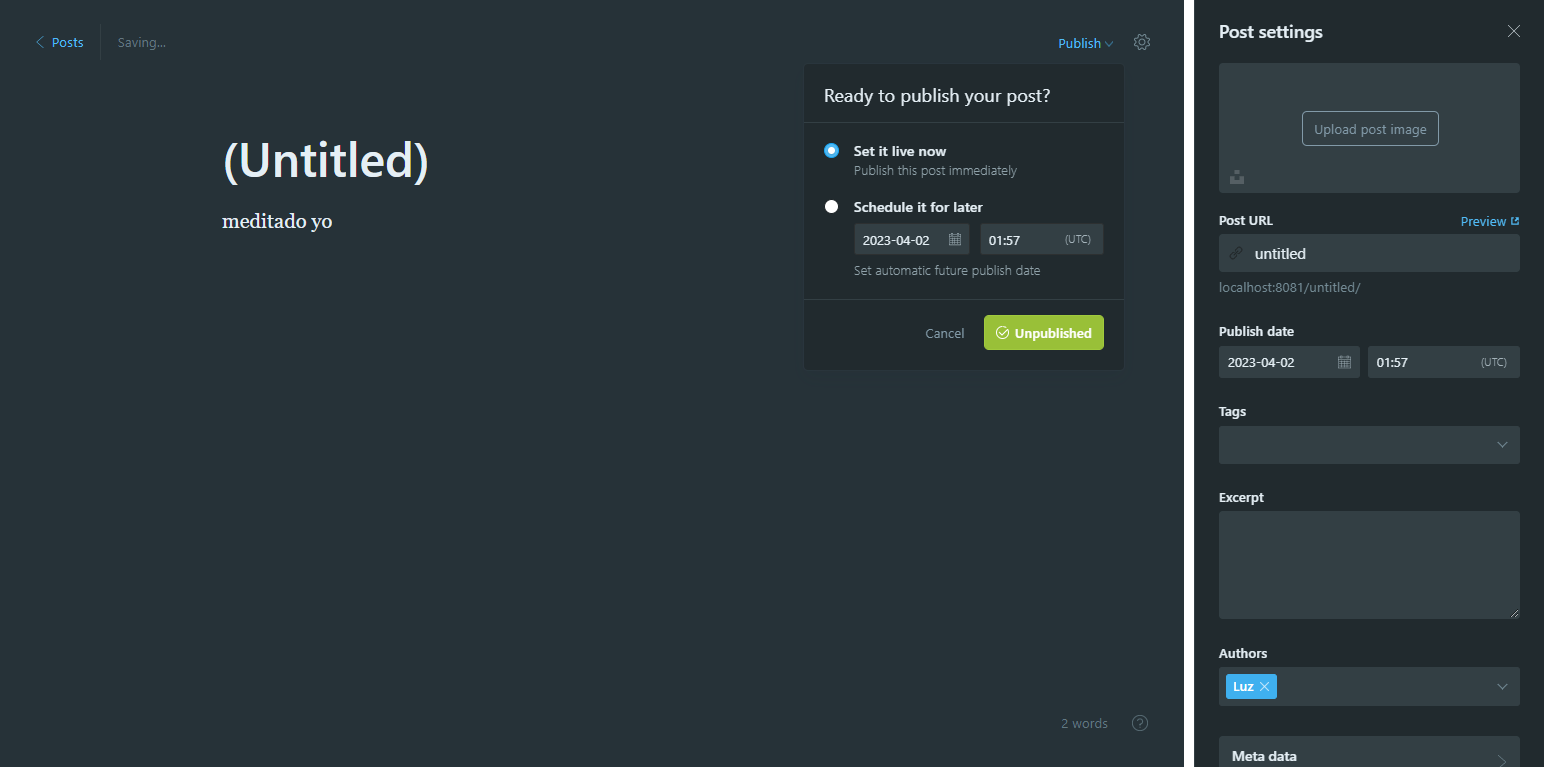 Posts
Saving...
Publish
(Untitled)
meditado yo
Ready to publish your post?
Set it live now
Publish this post immediately
Schedule it for later
2023-04-02 01:57 (UTC)
Set automatic future publish date
Cancel Unpublished
2 words
?
Post settings
Upload post image
Post URL Preview
untitled
localhost:8081/untitled/
Publish date
2023-04-02 01:57 (UTC)
Tags
Excerpt
Authors
Luz
Meta data